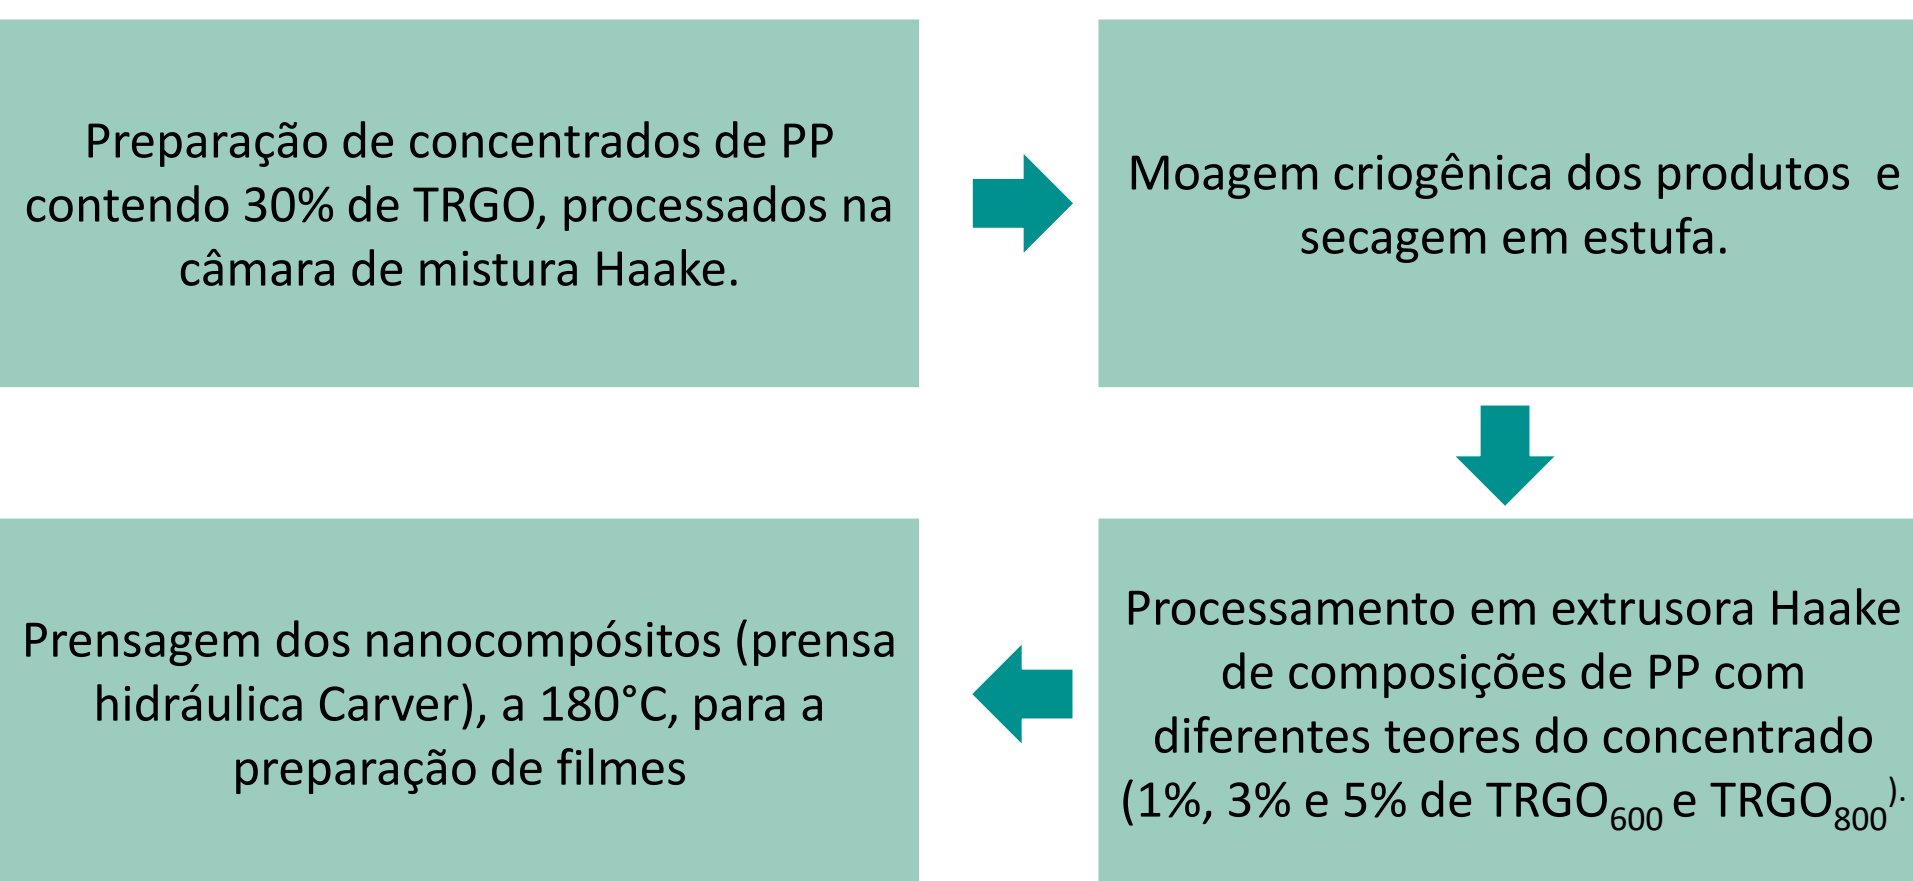 Preparação de concentrados de PP
contendo 30% de TRGO, processados na
câmara de mistura Haake.
Moagem criogênica dos produtos  e
secagem em estufa.
Processamento em extrusora Haake
de composições de PP com
diferentes teores do concentrado
(1%, 3% e 5% de TRGO600 e TRGO800).
Prensagem dos nanocompósitos (prensa
hidráulica Carver), a 180°C, para a
preparação de filmes